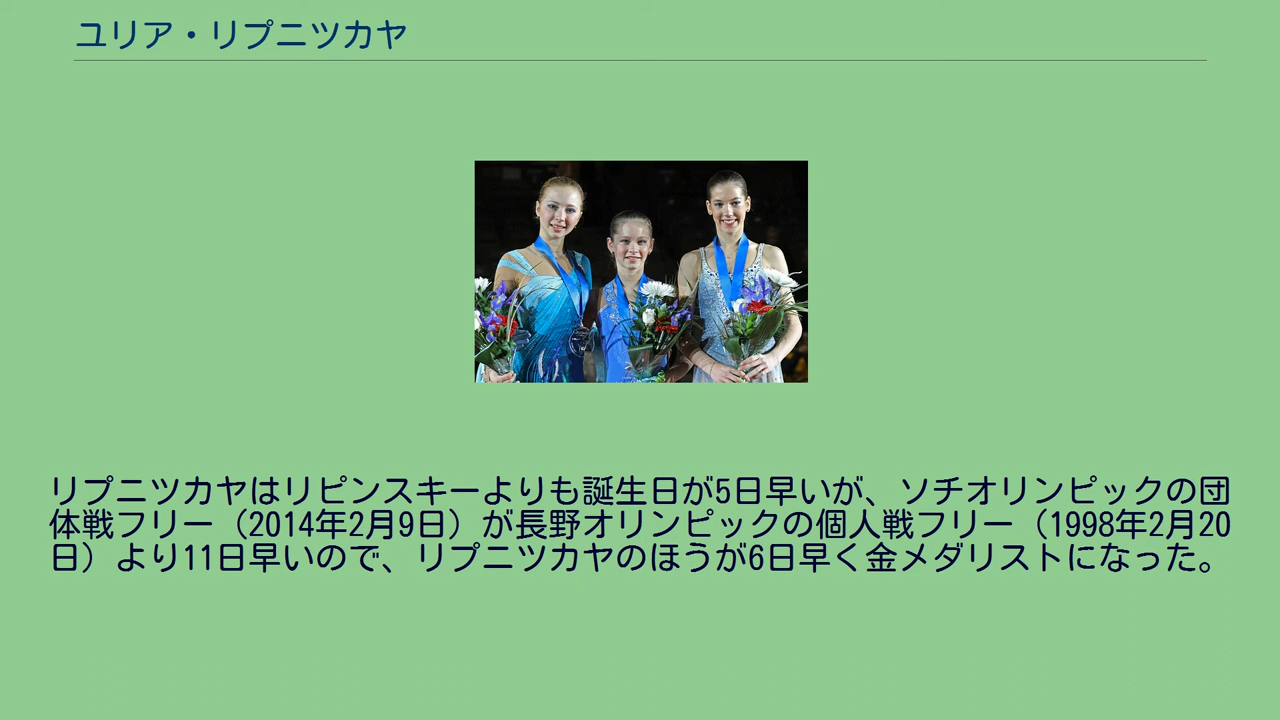 ユリア・リプニツカヤ
リプニツカヤはリピンスキーよりも誕生日が5日早いが、ソチオリンピックの団
体戦フリー（2014年2月9日）が長野オリンピックの個人戦フリー（1998年2月20
日）より11日早いので、リプニツカヤのほうが6日早く金メダリストになった。